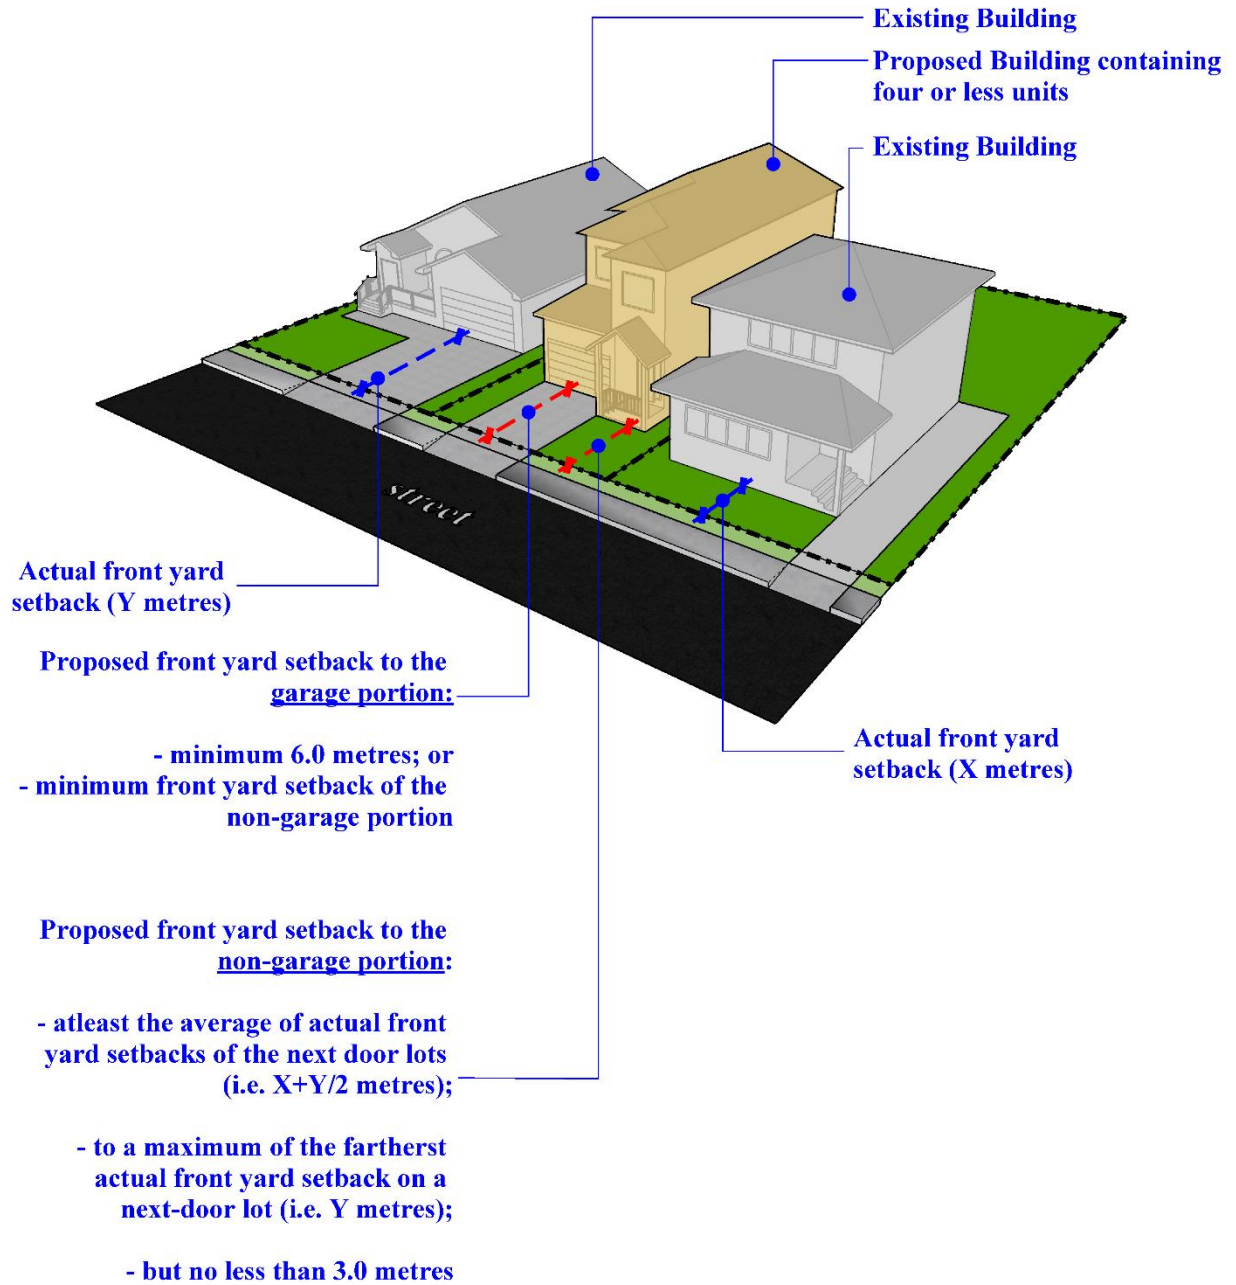 Existing Building
Proposed Building containing
four or less units
Existing Building
street
Actual front yard
setback (Y metres)
Proposed front yard setback to the
garage portion:
- minimum 6.0 metres; or
- minimum front yard setback of the
non-garage portion
Actual front yard
setback (X metres)
Proposed front yard setback to the
non-garage portion:
- atleast the average of actual front
yard setbacks of the next door lots
(i.e. X+Y/2 metres);
- to a maximum of the fartherst
actual front yard setback on a
next-door lot (i.e. Y metres);
- but no less than 3.0 metres